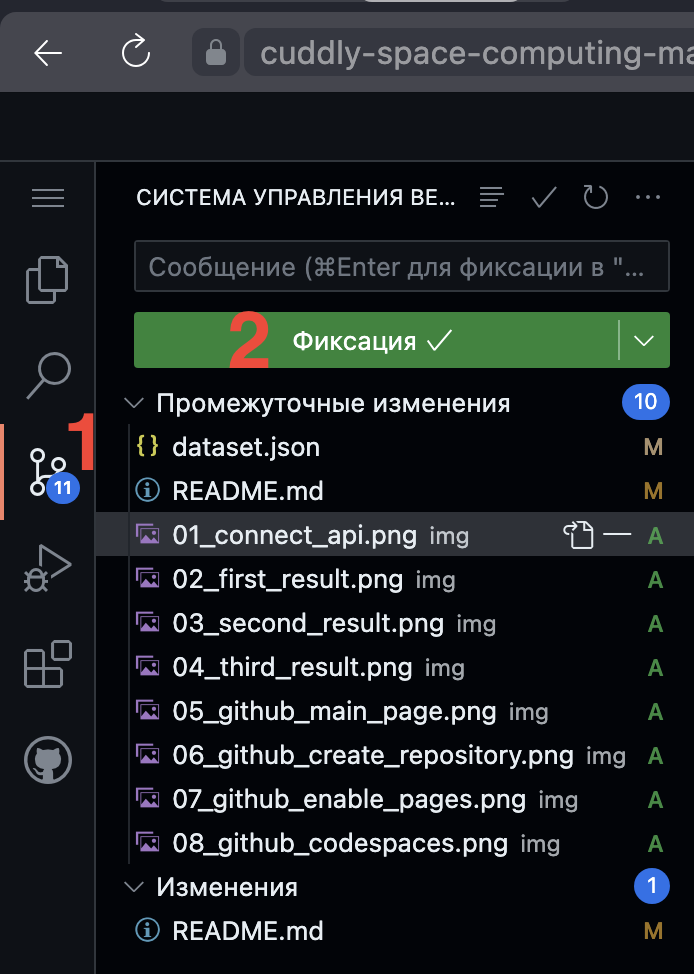 cuddly-space-computing-ma
СИСТЕМА УПРАВЛЕНИЯ ВЕ...
Сообщение (⌘Enter для фиксации в "...
2 Фиксация
Промежуточные изменения 10
dataset.json M
1
11
README.md M
01_connect_api.png img A
02_first_result.png img A
03_second_result.png img A
04_third_result.png img A
05_github_main_page.png img A
06_github_create_repository.png img A
07_github_enable_pages.png img A
08_github_codespaces.png img A
Изменения 1
README.md M